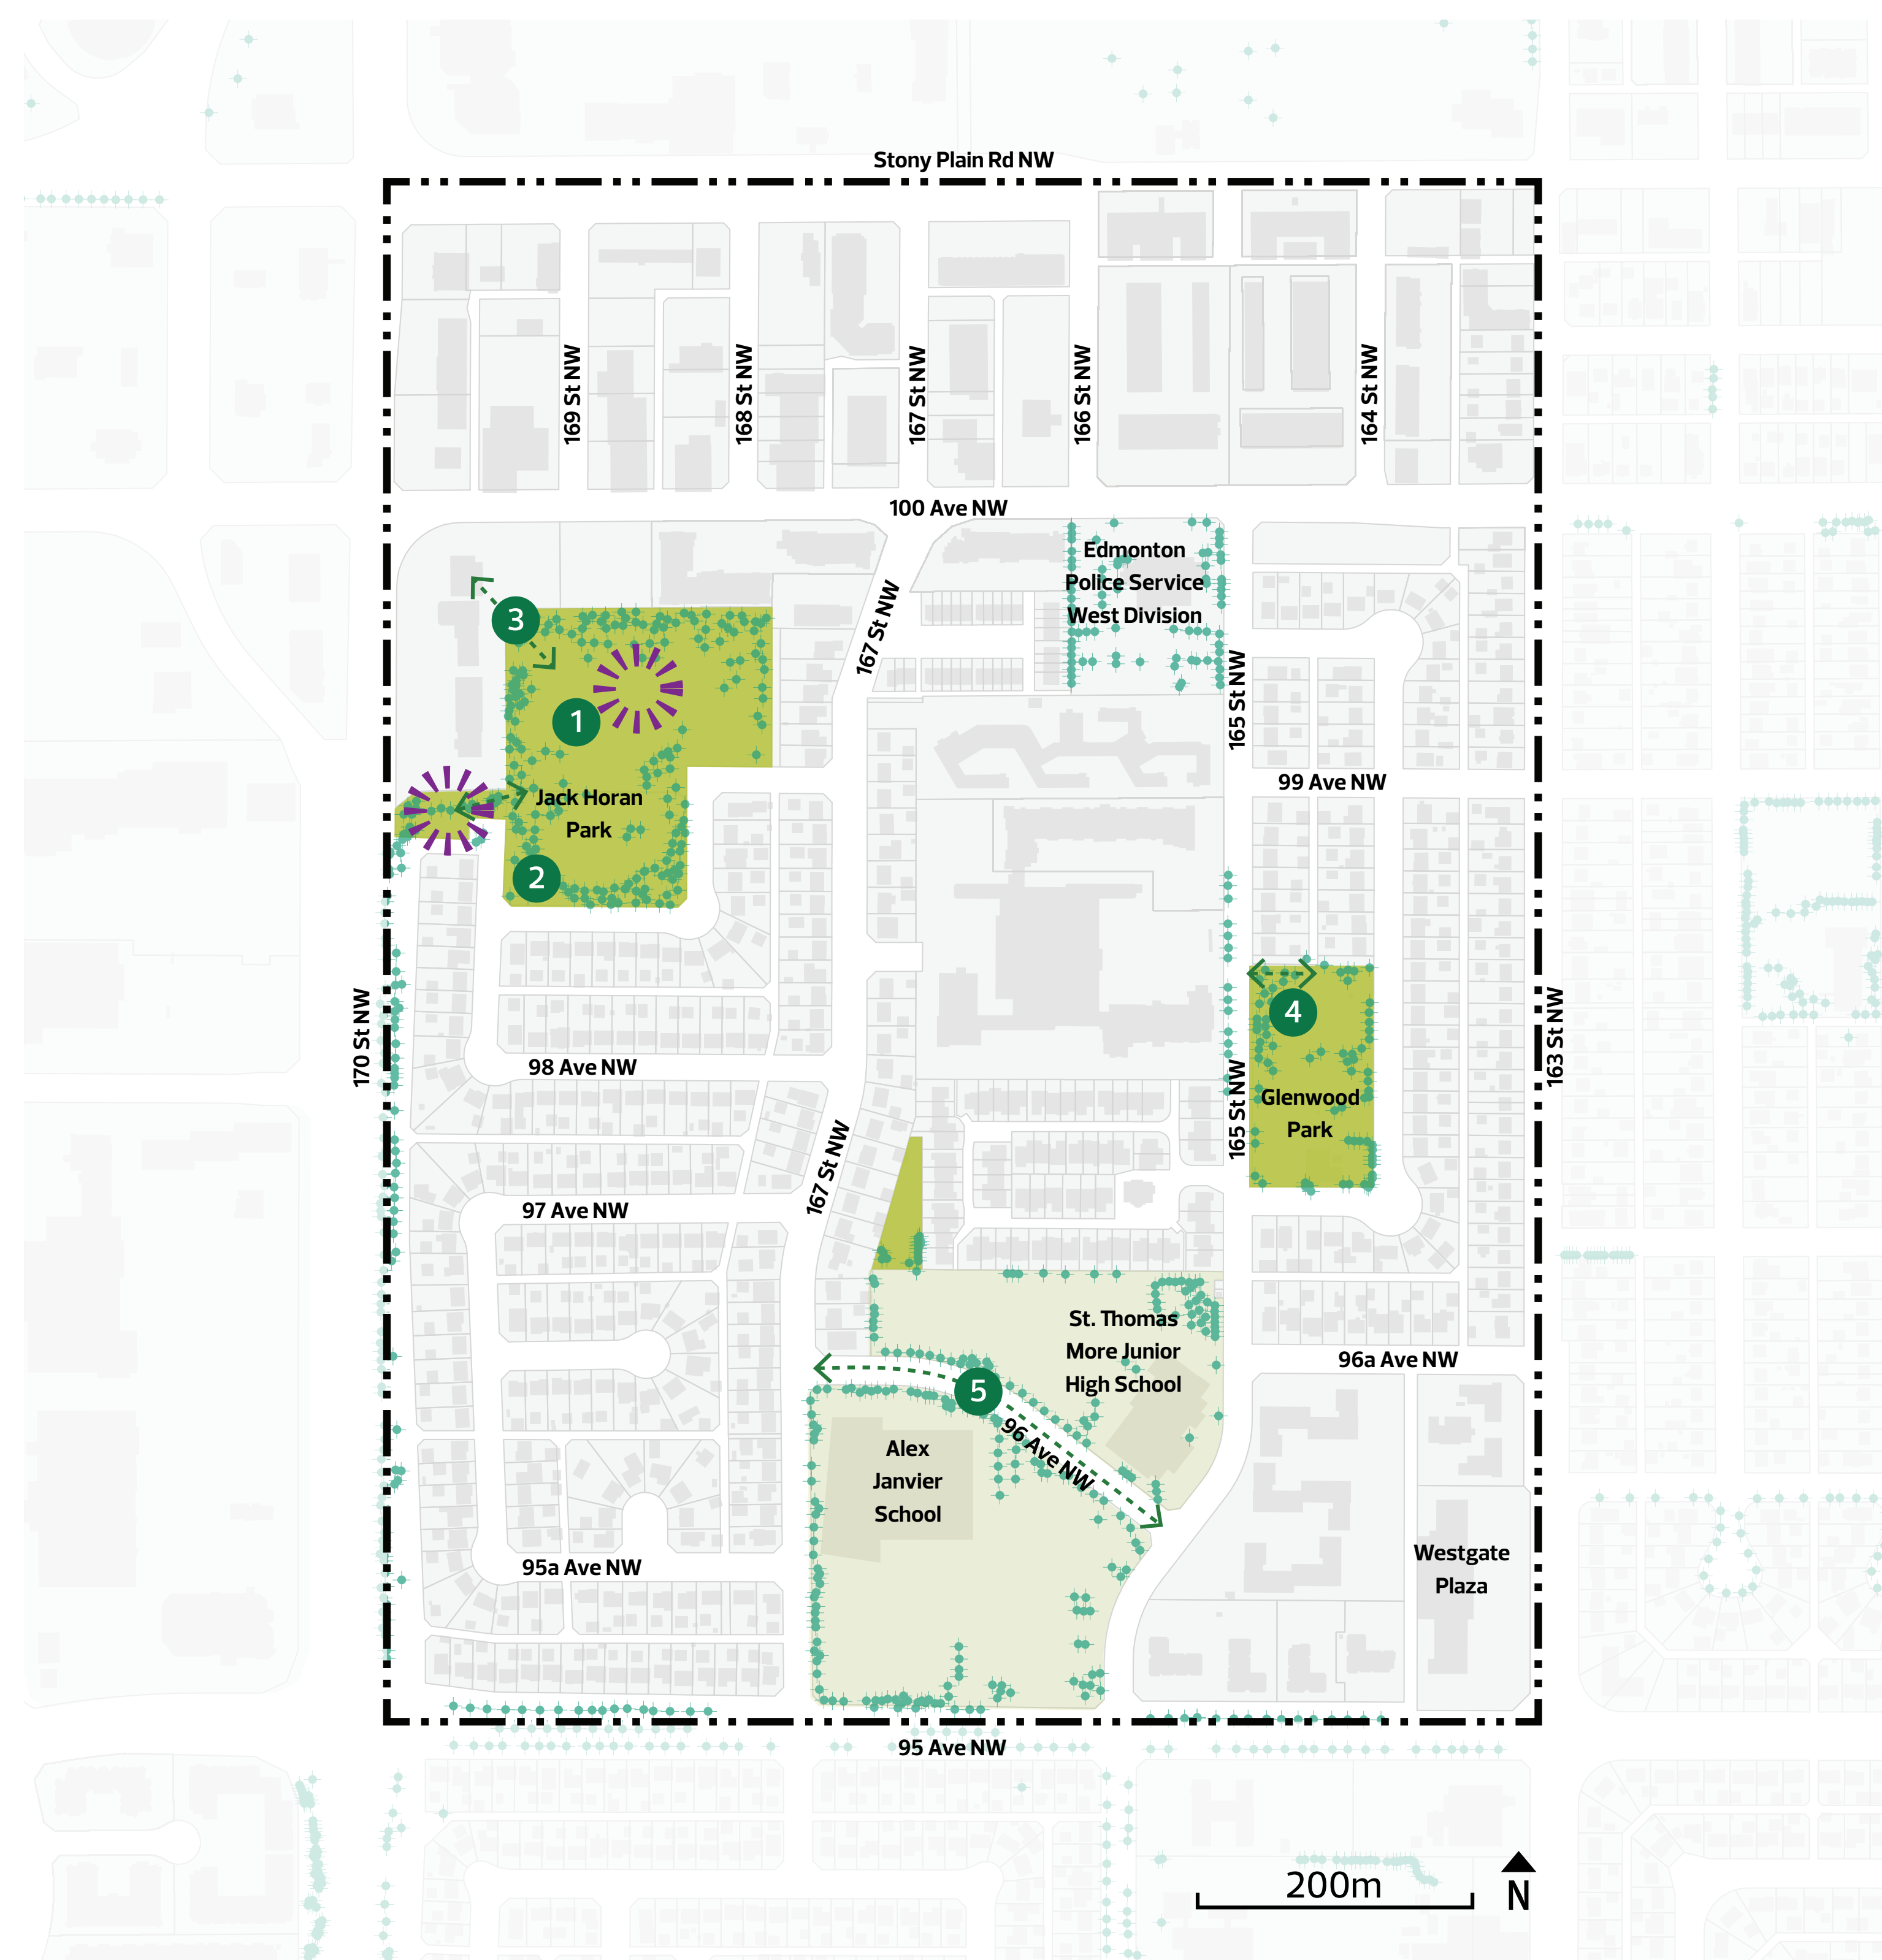 Stony Plain Rd NW
169 St NW
168 St NW
167 St NW
166 St NW
164 St NW
100 Ave NW
Edmonton
Police Service
West Division
3
167 St NW
165 St NW
1
99 Ave NW
Jack Horan
Park
2
170 St NW
4
163 St NW
98 Ave NW
165 St NW
Glenwood
Park
167 St NW
97 Ave NW
St. Thomas
More Junior
High School
96a Ave NW
5
96 Ave NW
Alex
Janvier
School
Westgate
Plaza
95a Ave NW
95 Ave NW
200m
N